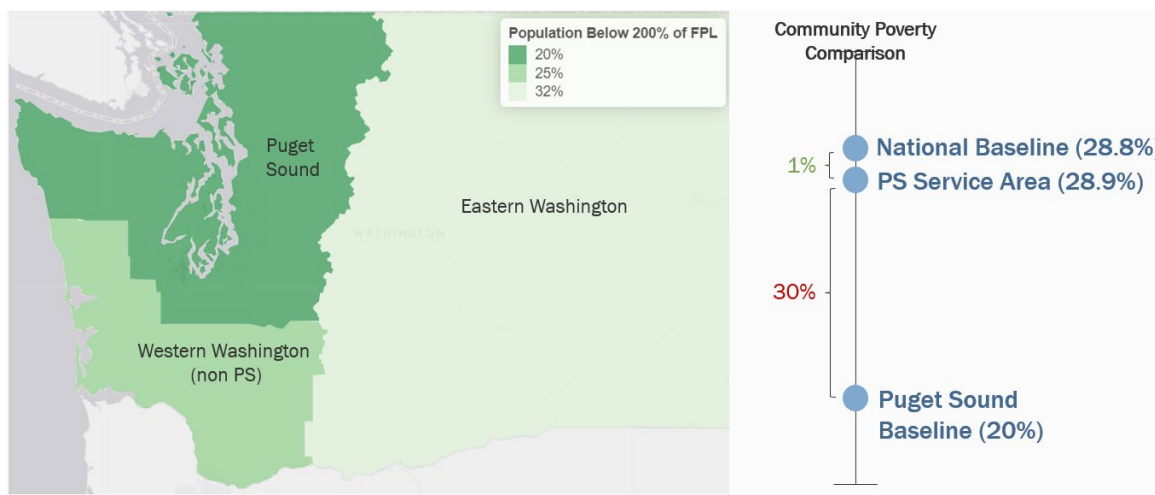 Population Below 200% of FPL
20%
25%
32%
Puget
Sound
Eastern Washington
WASHINGTON
Western Washington
(non PS)
Community Poverty
Comparison
National Baseline (28.8%
1%
PS Service Area (28.9%)
30%
Puget Sound
Baseline (20%)